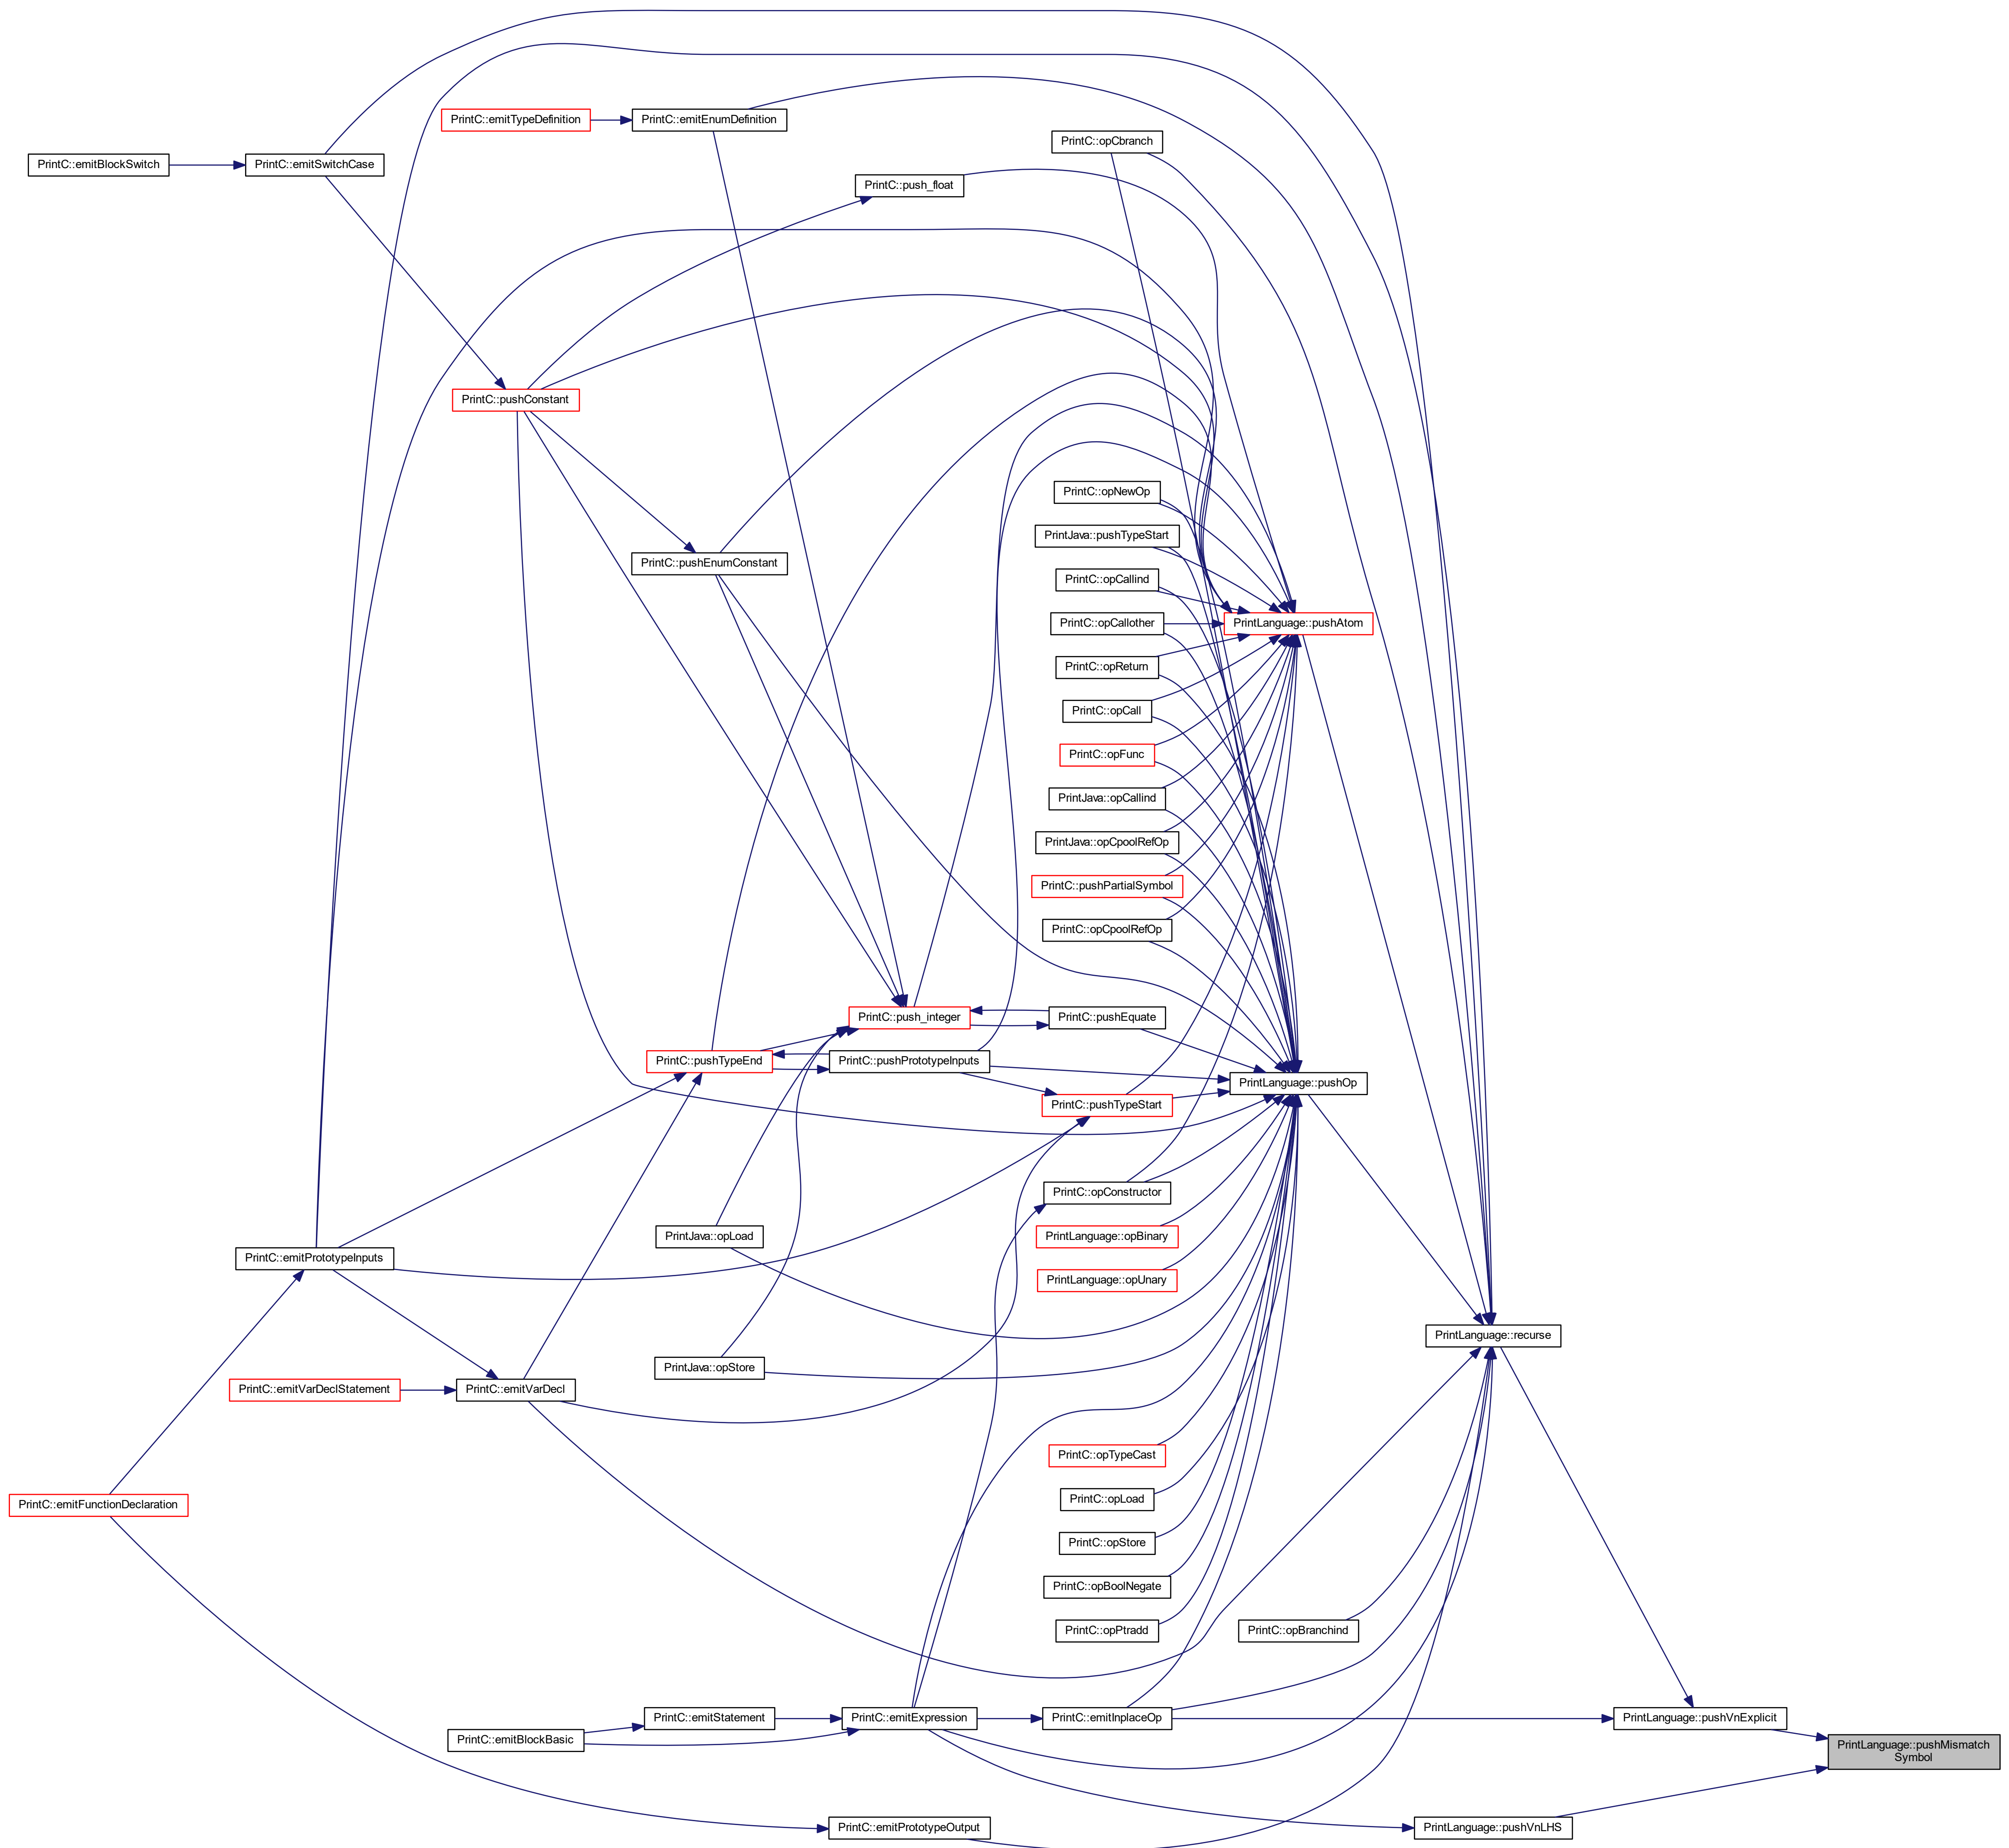 PrintC::emitTypeDefinition
PrintC::emitEnumDefinition
PrintC::opCbranch
PrintC::emitBlockSwitch
PrintC::emitSwitchCase
PrintC::push_float
PrintC::pushConstant
PrintC::opNewOp
PrintJava::pushTypeStart
PrintC::pushEnumConstant
PrintC::opCallind
PrintC::opCallother
PrintLanguage::pushAtom
PrintC::opReturn
PrintC::opCall
PrintC::opFunc
PrintJava::opCallind
PrintJava::opCpoolRefOp
PrintC::pushPartialSymbol
PrintC::opCpoolRefOp
PrintC::push_integer
PrintC::pushEquate
PrintC::pushTypeEnd
PrintC::pushPrototypeInputs
PrintLanguage::pushOp
PrintC::pushTypeStart
PrintC::opConstructor
PrintJava::opLoad
PrintLanguage::opBinary
PrintC::emitPrototypeInputs
PrintLanguage::opUnary
PrintLanguage::recurse
PrintJava::opStore
PrintC::emitVarDeclStatement
PrintC::emitVarDecl
PrintC::opTypeCast
PrintC::emitFunctionDeclaration
PrintC::opLoad
PrintC::opStore
PrintC::opBoolNegate
PrintC::opPtradd
PrintC::opBranchind
PrintC::emitStatement
PrintC::emitExpression
PrintC::emitInplaceOp
PrintLanguage::pushVnExplicit
PrintC::emitBlockBasic
PrintLanguage::pushMismatch
Symbol
PrintC::emitPrototypeOutput
PrintLanguage::pushVnLHS